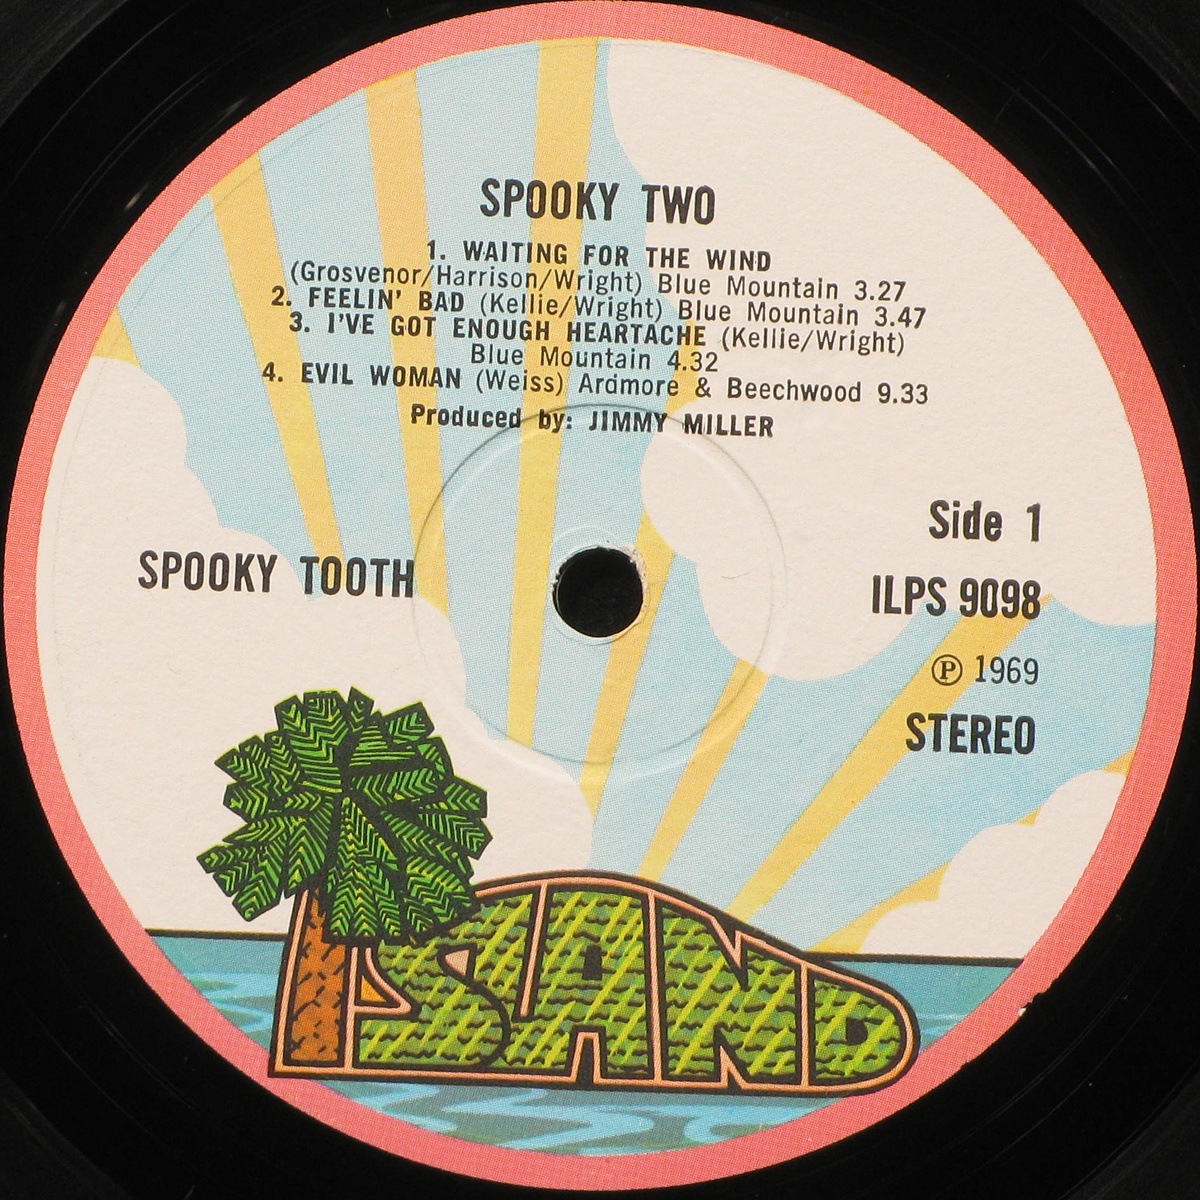 SPOOKY TWO
1. WAITING FOR THE WIND
(Grosvenor/Harrison/Wright) Blue Mountain 3.27
2. FEELIN' BAD (Kellie/Wright) Blue Mountain 3.47
3. I'VE GOT ENOUGH HEARTACHE (Kellie/Wright)
Blue Mountain 4.32
4. EVIL WOMAN (Weiss) Ardmore & Beechwood 9.33
Produced by: JIMMY MILLER
Side 1
SPOOKY TOOTH
ILPS 9098
℗ 1969
STEREO
ISLAND